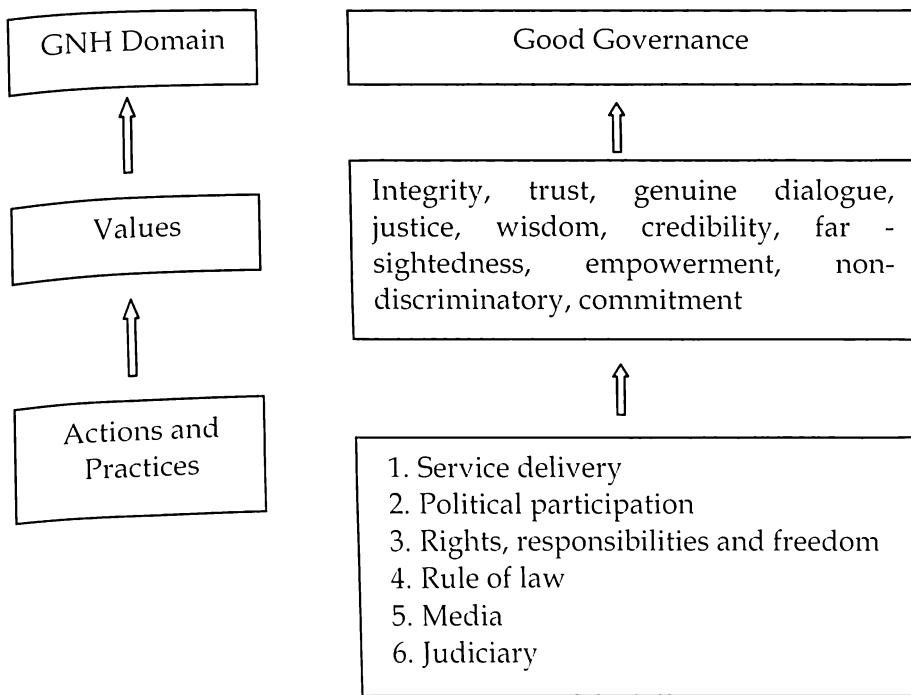 GNH Domain
Good Governance
Values
Integrity, trust, genuine dialogue,
justice, wisdom, credibility, far -
sightedness, empowerment, non-
discriminatory, commitment
Actions and
Practices
1. Service delivery
2. Political participation
3. Rights, responsibilities and freedom
4. Rule of law
5. Media
6. Judiciary